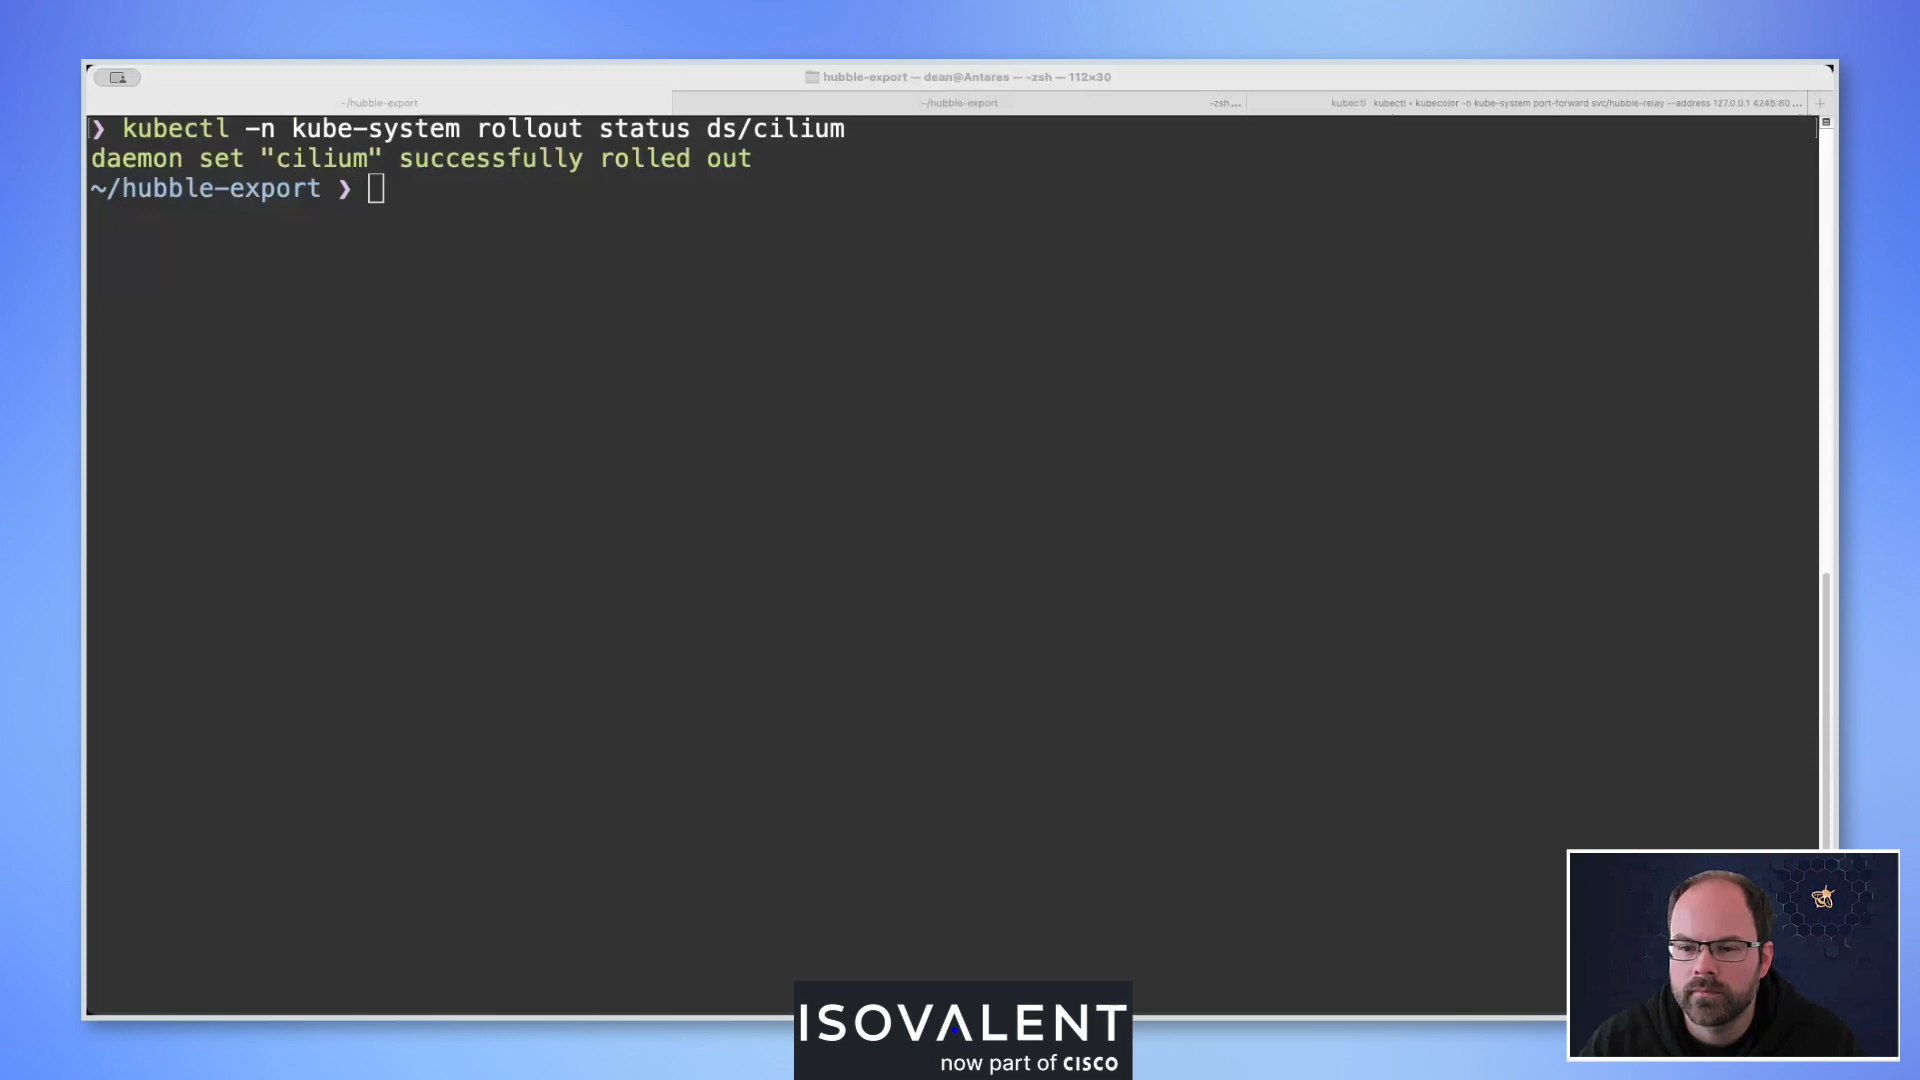 hubble-export — dean@Antares — -zsh — 112×30
~/hubble-export
~/hubble-export
-zsh...
kubectl kubectl • kubecolor -n kube-system port-forward svc/hubble-relay --address 127.0.0.1 4245:80 ...
❯ kubectl -n kube-system rollout status ds/cilium
daemon set "cilium" successfully rolled out
~/hubble-export ❯
ISOVALENT
now part of CISCO